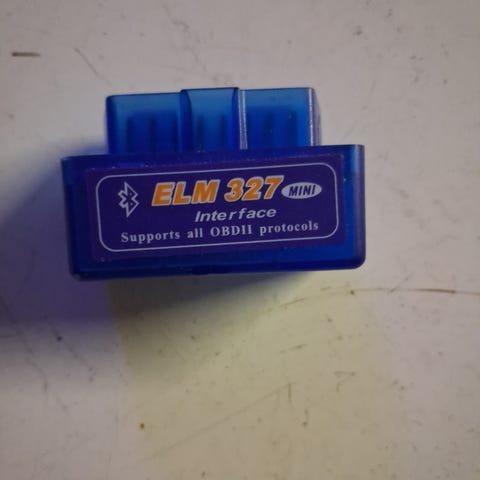 ELM 327 MINI
Interface
Supports all OBDII protocols